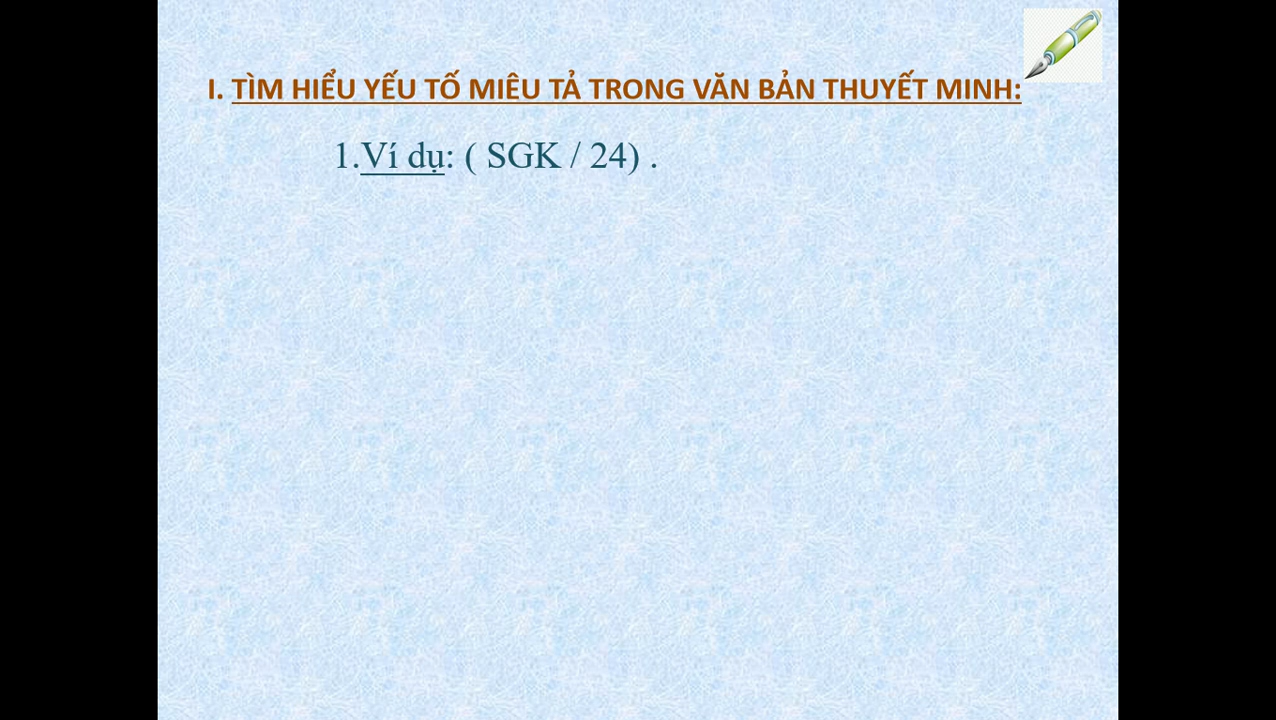 I. TÌM HIỂU YẾU TỐ MIÊU TẢ TRONG VĂN BẢN THUYẾT MINH:
1.Ví dụ: ( SGK / 24) .